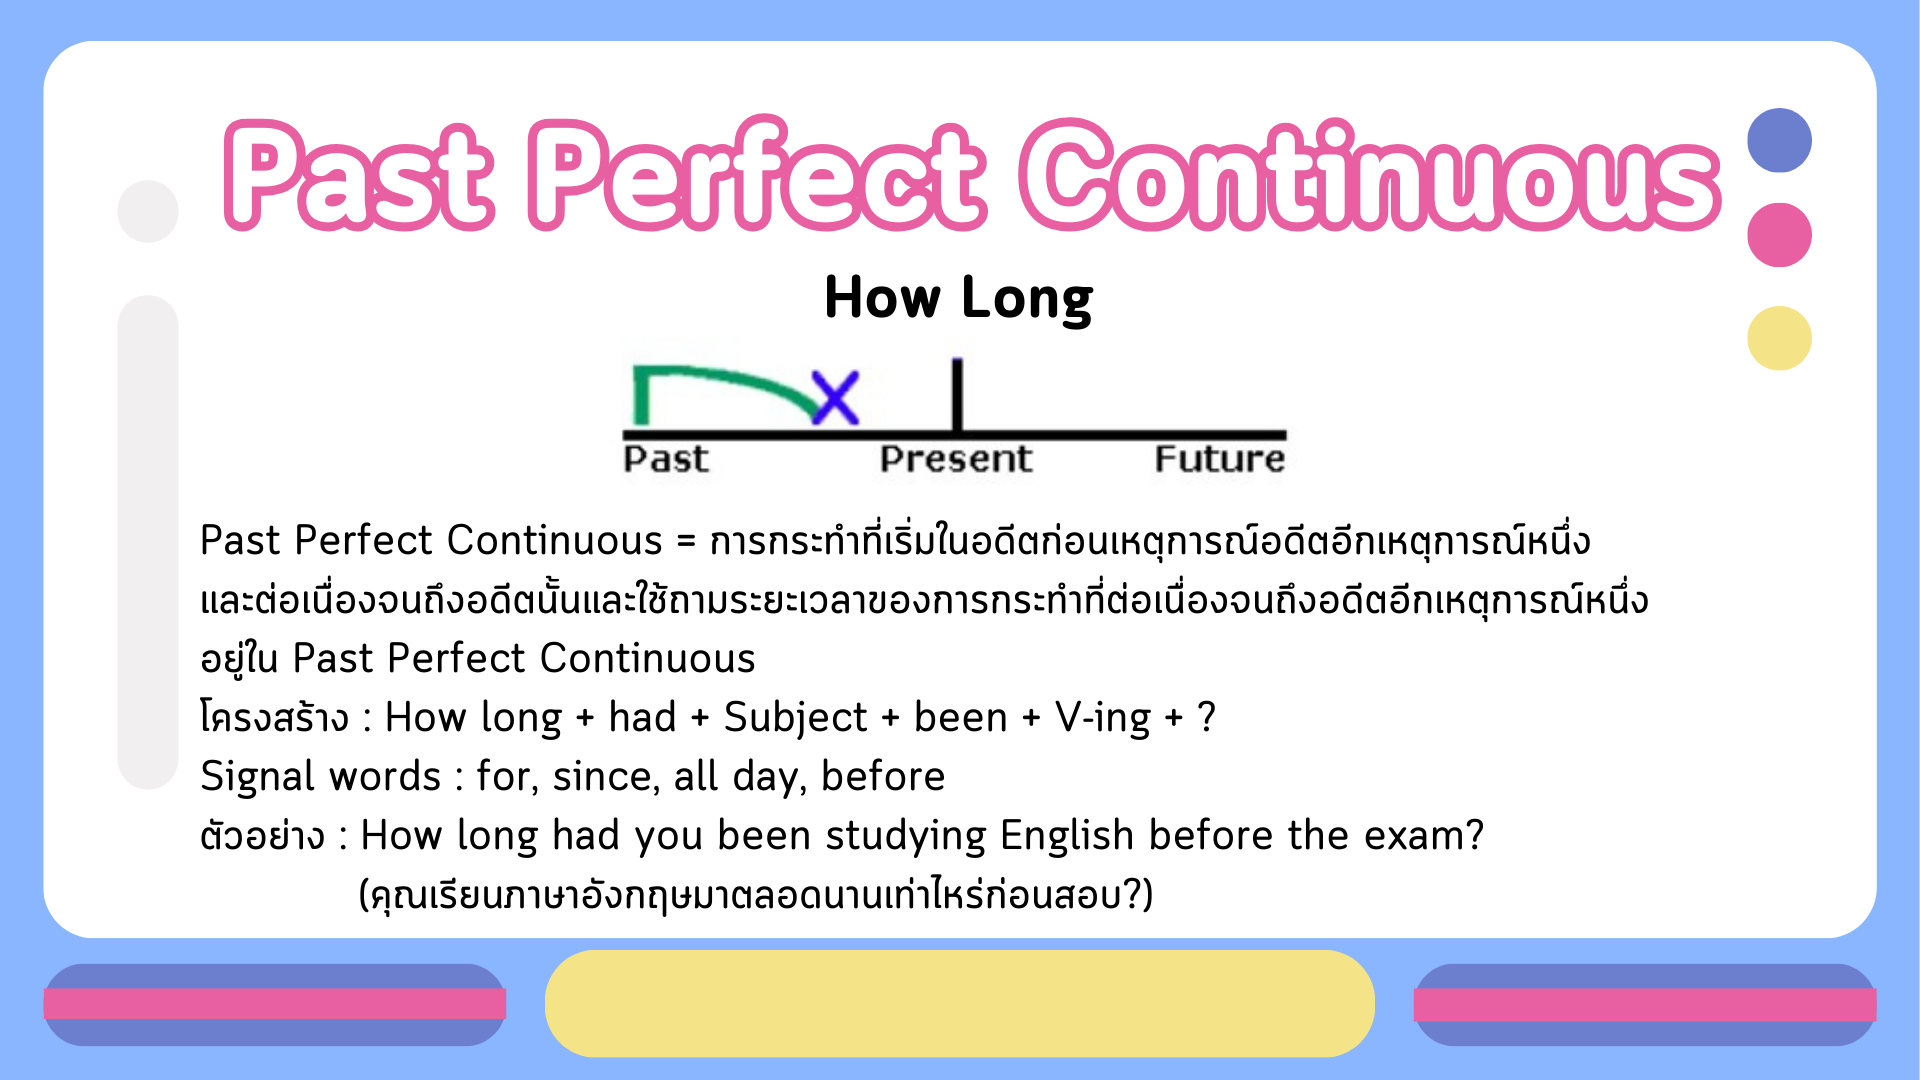 Past Perfect Continuous
How Long
Past Present Future
Past Perfect Continuous = การกระทำที่เริ่มในอดีตก่อนเหตุการณ์อดีตอีกเหตุการณ์หนึ่ง
และต่อเนื่องจนถึงอดีตนั้นและใช้ถามระยะเวลาของการกระทำที่ต่อเนื่องจนถึงอดีตอีกเหตุการณ์หนึ่ง
อยู่ใน Past Perfect Continuous
โครงสร้าง : How long + had + Subject + been + V-ing + ?
Signal words : for, since, all day, before
ตัวอย่าง : How long had you been studying English before the exam?
(คุณเรียนภาษาอังกฤษมาตลอดนานเท่าไหร่ก่อนสอบ?)